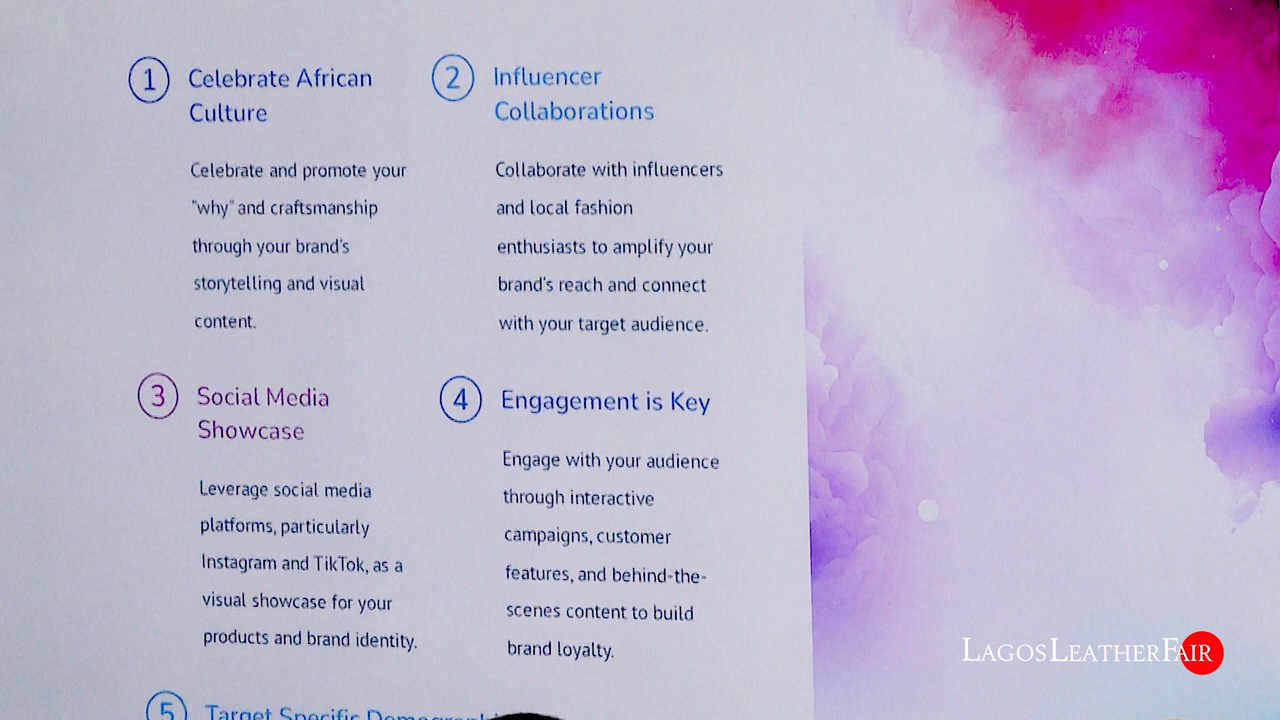 1 Celebrate African
Culture
Celebrate and promote your
"why" and craftsmanship
through your brand's
storytelling and visual
content.
2 Influencer
Collaborations
Collaborate with influencers
and local fashion
enthusiasts to amplify your
brand's reach and connect
with your target audience.
3 Social Media
Showcase
Leverage social media
platforms, particularly
Instagram and TikTok, as a
visual showcase for your
products and brand identity.
4 Engagement is Key
Engage with your audience
through interactive
campaigns, customer
features, and behind-the-
scenes content to build
brand loyalty.
5 Target Specific
LAGOSLEATHERFAIR